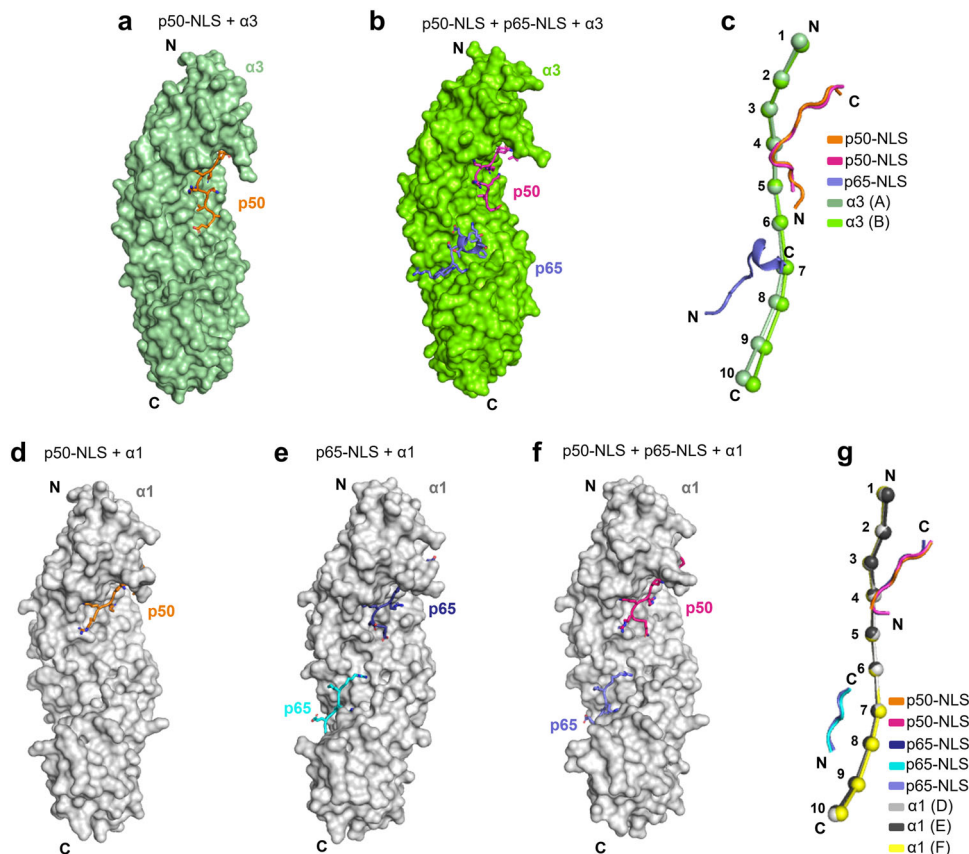 a
p50-NLS + α3
N
α3
p50
C
b
p50-NLS + p65-NLS + α3
N
α3
p50
p65
C
c
1
N
2
3
C
4
5
N
6
C
7
N
8
9
10
C
p50-NLS
p50-NLS
p65-NLS
α3 (A)
α3 (B)
d
p50-NLS + α1
N
α1
p50
C
e
p65-NLS + α1
N
α1
p65
p65
C
f
p50-NLS + p65-NLS + α1
N
α1
p50
p65
C
g
N
1
2
C
3
4
N
5
6
C
7
8
N
9
10
C
p50-NLS
p50-NLS
p65-NLS
p65-NLS
p65-NLS
α1 (D)
α1 (E)
α1 (F)